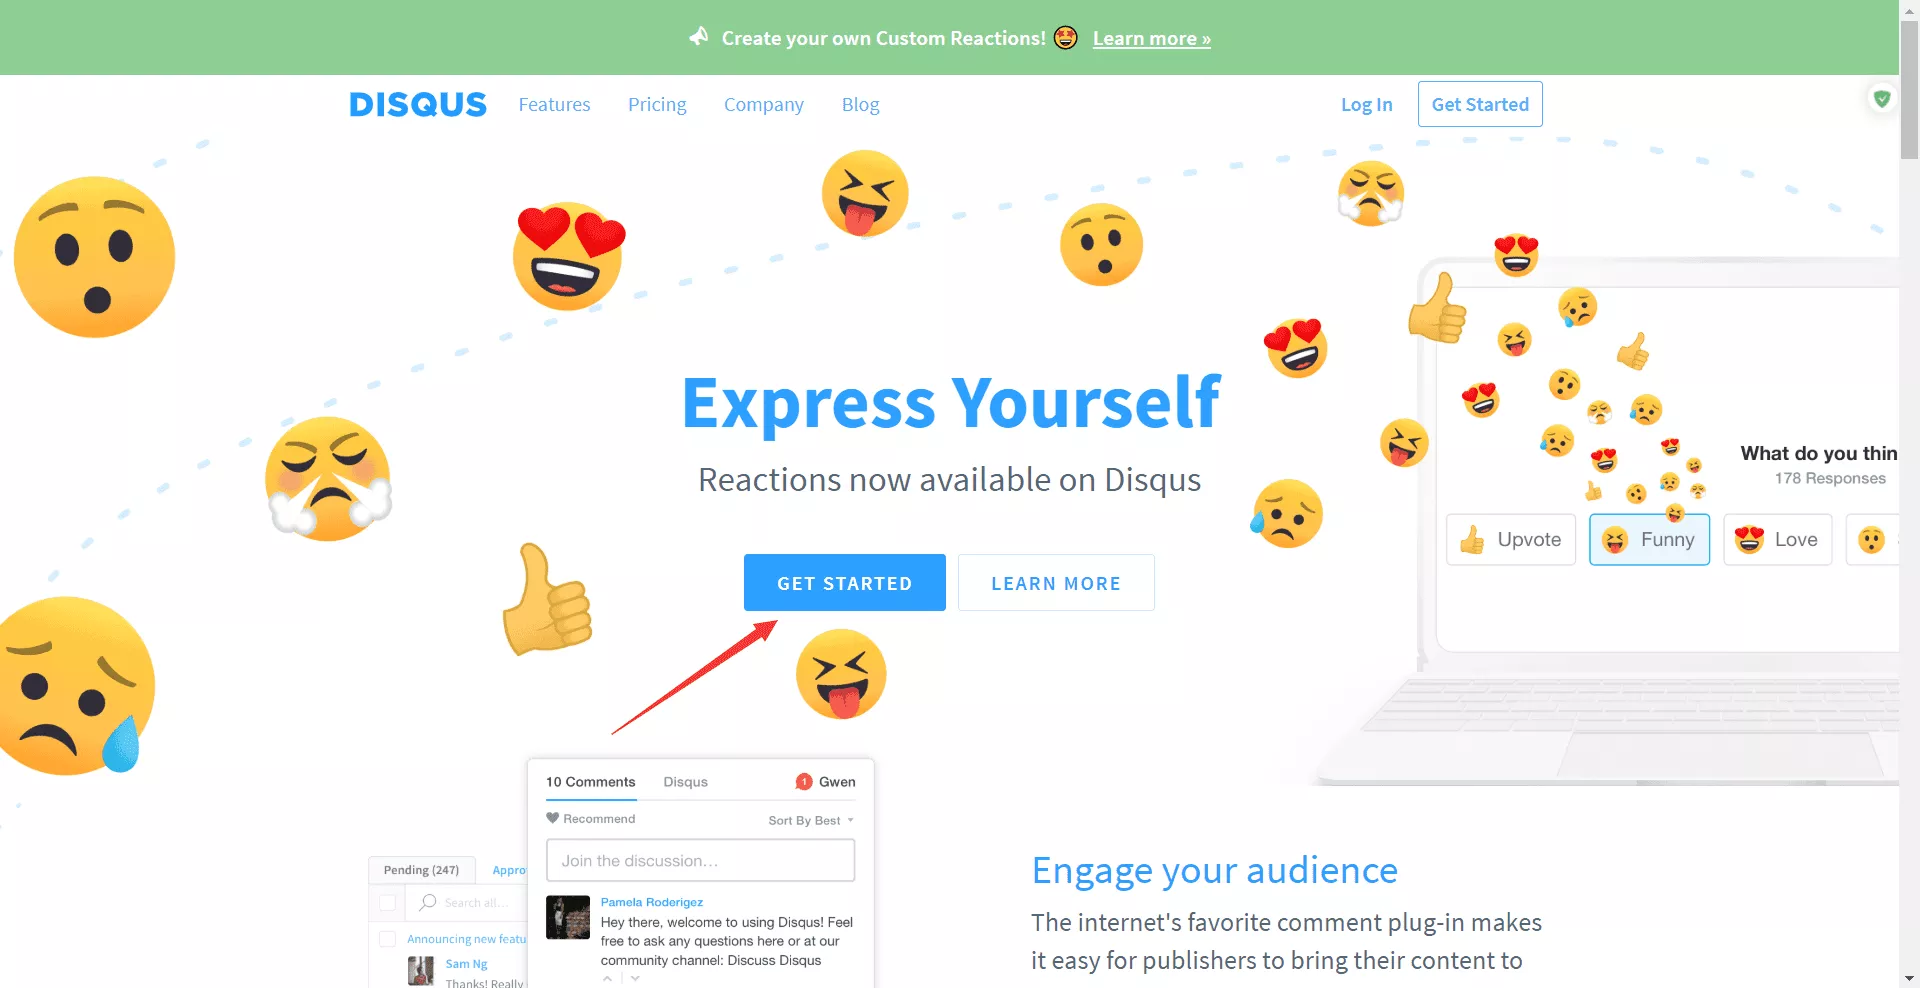 Create your own Custom Reactions! Learn more »
DISQUS Features Pricing Company Blog Log In Get Started
Express Yourself
Reactions now available on Disqus
GET STARTED LEARN MORE
What do you thin
178 Responses
Upvote Funny Love
10 Comments Disqus 1 Gwen
Recommend Sort By Best
Join the discussion...
Pamela Roderigez
Hey there, welcome to using Disqus! Feel
free to ask any questions here or at our
community channel: Discuss Disqus
Pending (247) Appro
Search all...
Announcing new featu
Sam Ng
Thanks! Really
Engage your audience
The internet's favorite comment plug-in makes
it easy for publishers to bring their content to